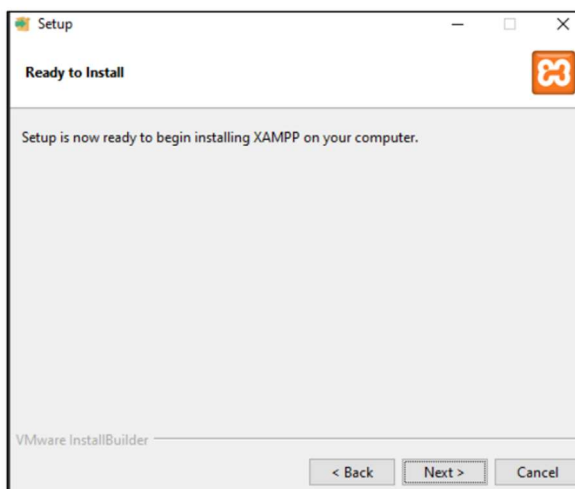 Setup
Ready to Install
Setup is now ready to begin installing XAMPP on your computer.
VMware InstallBuilder
< Back Next > Cancel